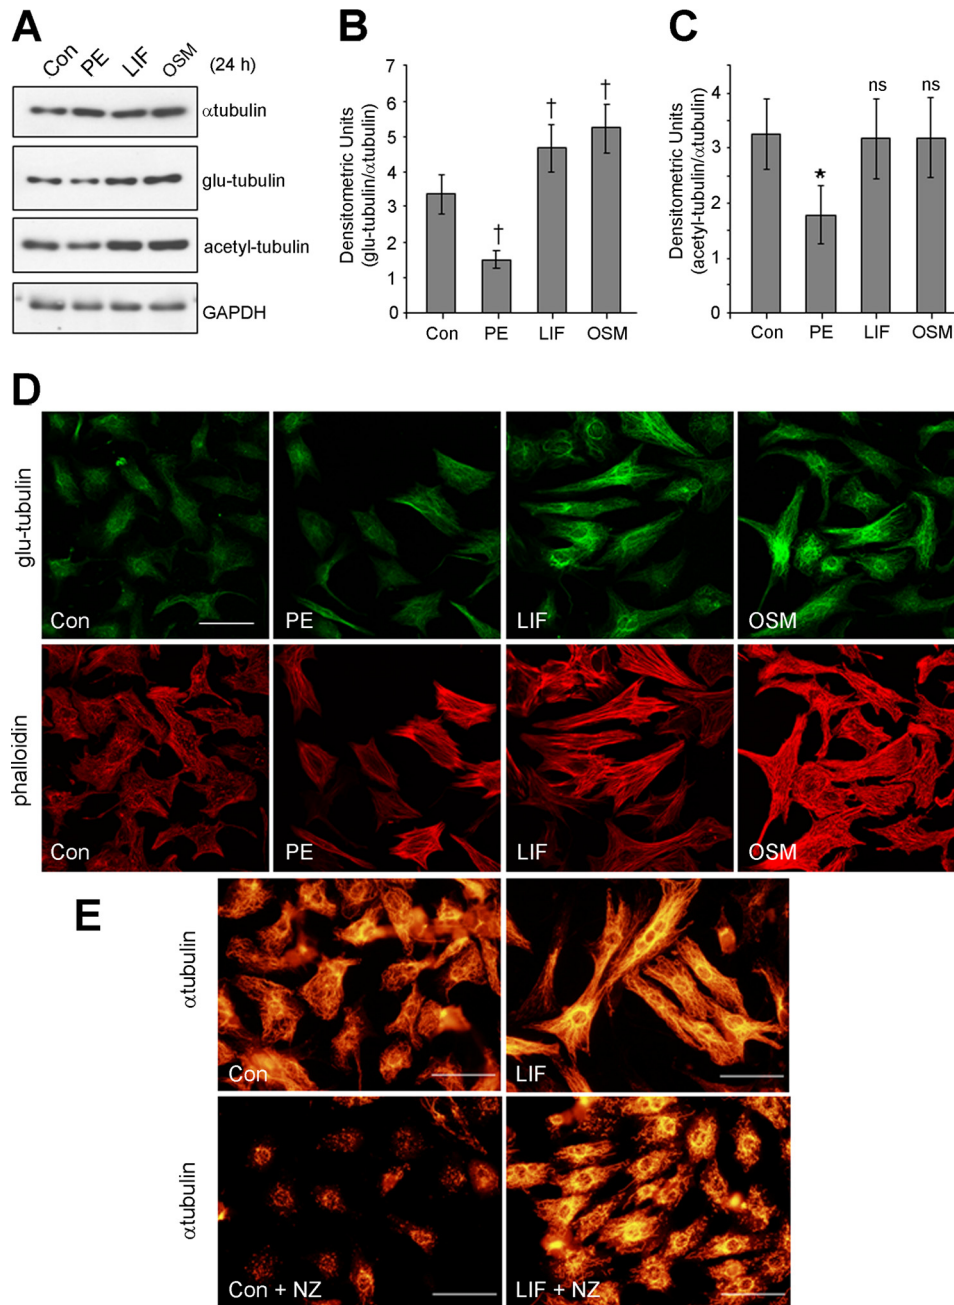 A
Con PE LIF OSM (24 h)
αtubulin
glu-tubulin
acetyl-tubulin
GAPDH
B
Densitometric Units
(glu-tubulin/αtubulin)
7
6
5
4
3
2
1
0
† † † 
Con PE LIF OSM
C
Densitometric Units
(acetyl-tubulin/αtubulin)
4
3
2
1
0
* ns ns
Con PE LIF OSM
D
glu-tubulin
Con PE LIF OSM
phalloidin
Con PE LIF OSM
E
αtubulin
Con LIF
αtubulin
Con + NZ LIF + NZ